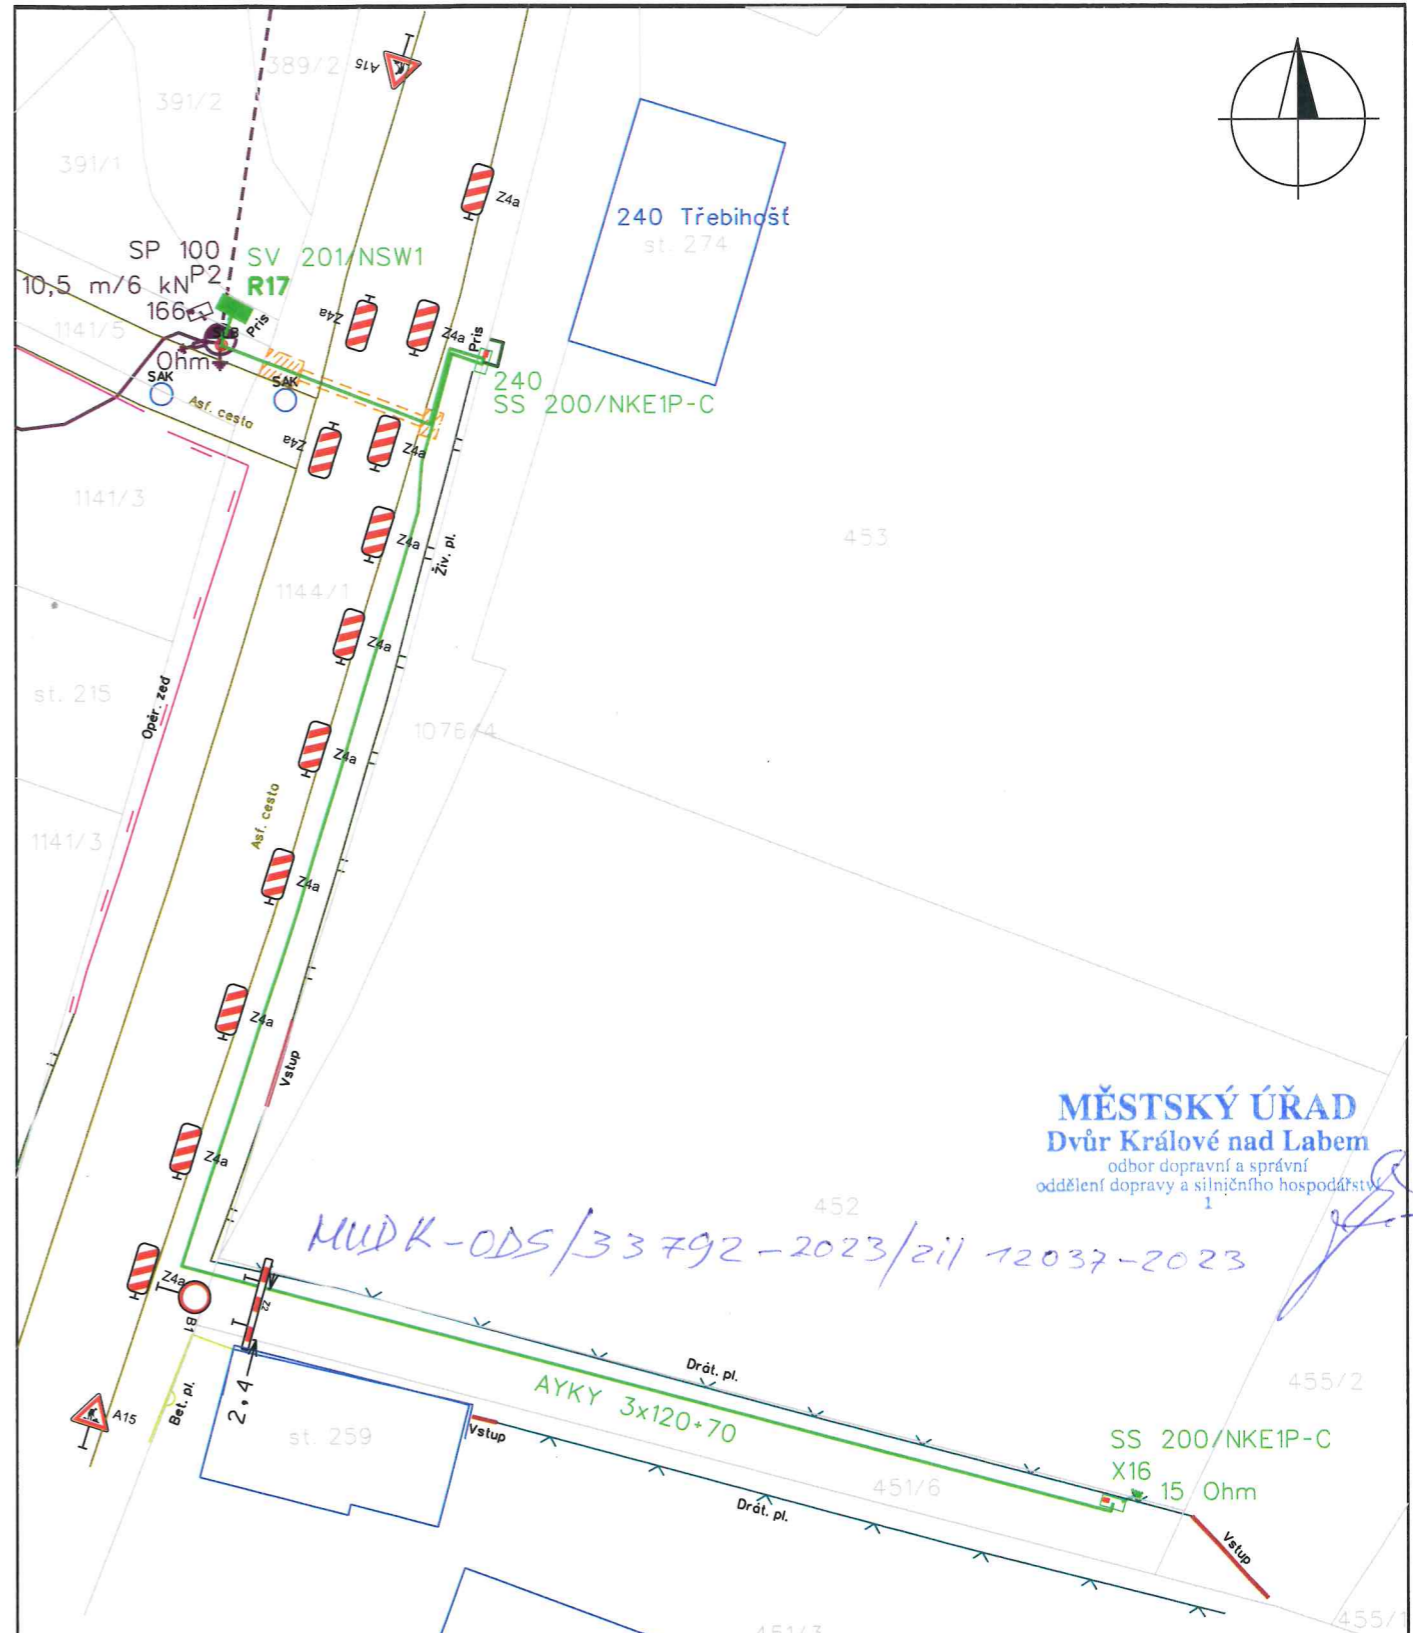 A15
389/2
391/2
391/1
Z4a
240 Třebihošť
st. 274
SP 100
SV 201/NSW1
10,5 m/6 kN
P2
R17
166
Pris
1141/5
Z4a
Z4a
Pris
Ohm
SAK
SAK
Asf. cesta
240
SS 200/NKE1P-C
Z4a
Z4a
1141/3
453
Z4a
Živ. pl.
1144/1
Z4a
st. 215
Opěr. zeď
1076/4
Z4a
Asf. cesta
1141/3
Z4a
Z4a
Vstup
MĚSTSKÝ ÚŘAD
Dvůr Králové nad Labem
odbor dopravní a správní
oddělení dopravy a silničního hospodářství
1
Z4a
452
MUDK-ODS/33792-2023/zil 12037-2023
Z4a
Z2
B1
Drát. pl.
2,4
Bet. pl.
A15
AYKY 3x120+70
455/2
st. 259
Vstup
SS 200/NKE1P-C
X16
15 Ohm
451/6
Drát. pl.
Vstup
451/3
455/1